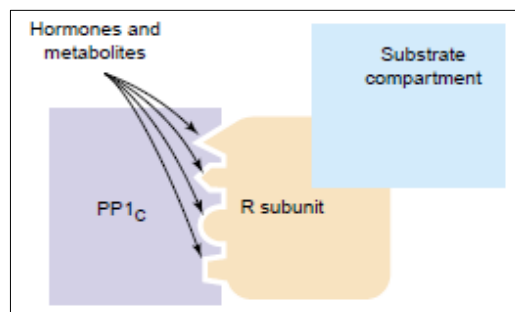 Hormones and
metabolites
Substrate
compartment
PP1C
R subunit